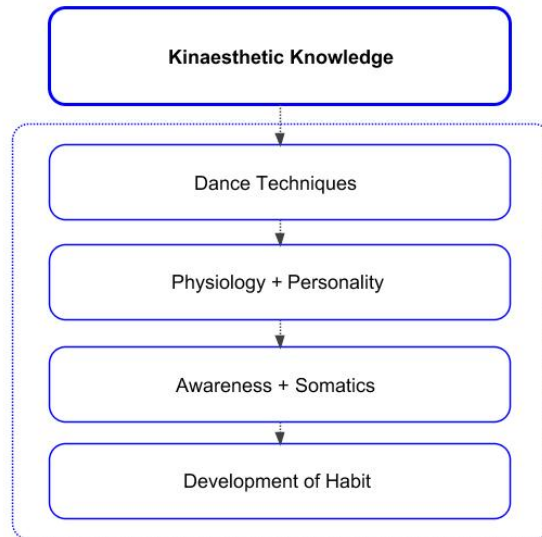 Kinaesthetic Knowledge
Dance Techniques
Physiology + Personality
Awareness + Somatics
Development of Habit